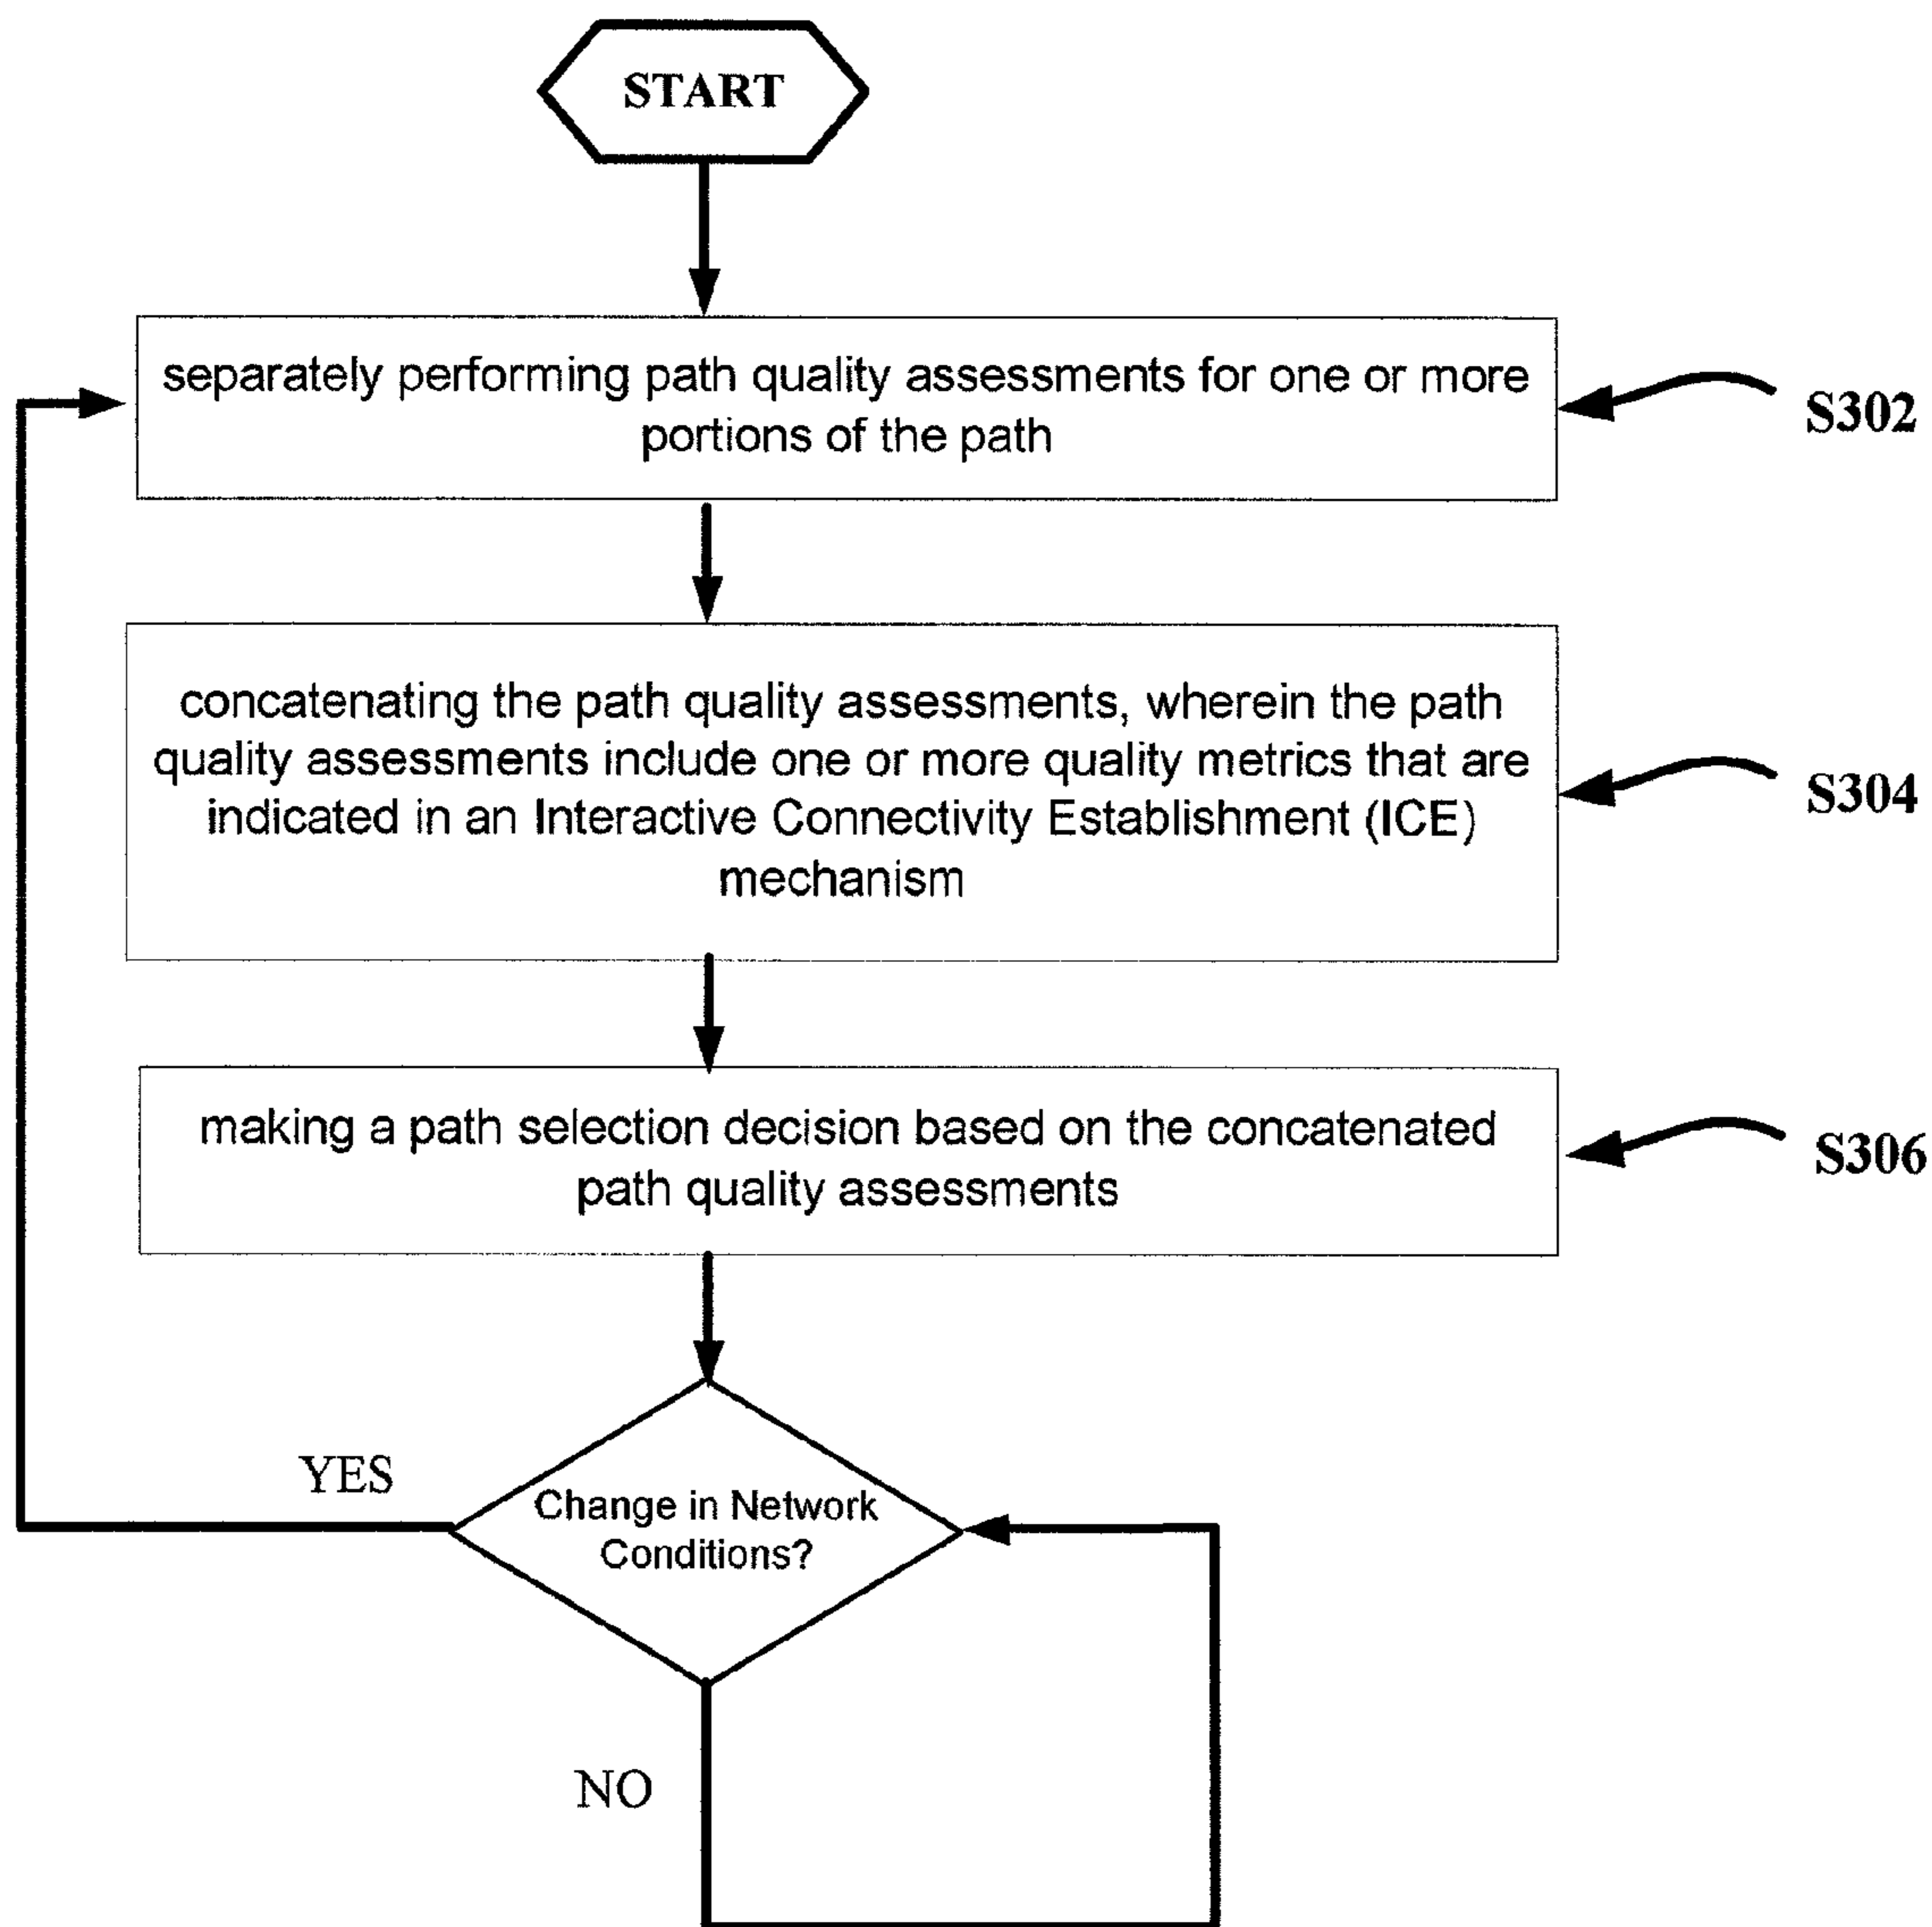 START
separately performing path quality assessments for one or more
portions of the path
S302
concatenating the path quality assessments, wherein the path
quality assessments include one or more quality metrics that are
indicated in an Interactive Connectivity Establishment (ICE)
mechanism
S304
making a path selection decision based on the concatenated
path quality assessments
S306
YES
Change in Network
Conditions?
NO